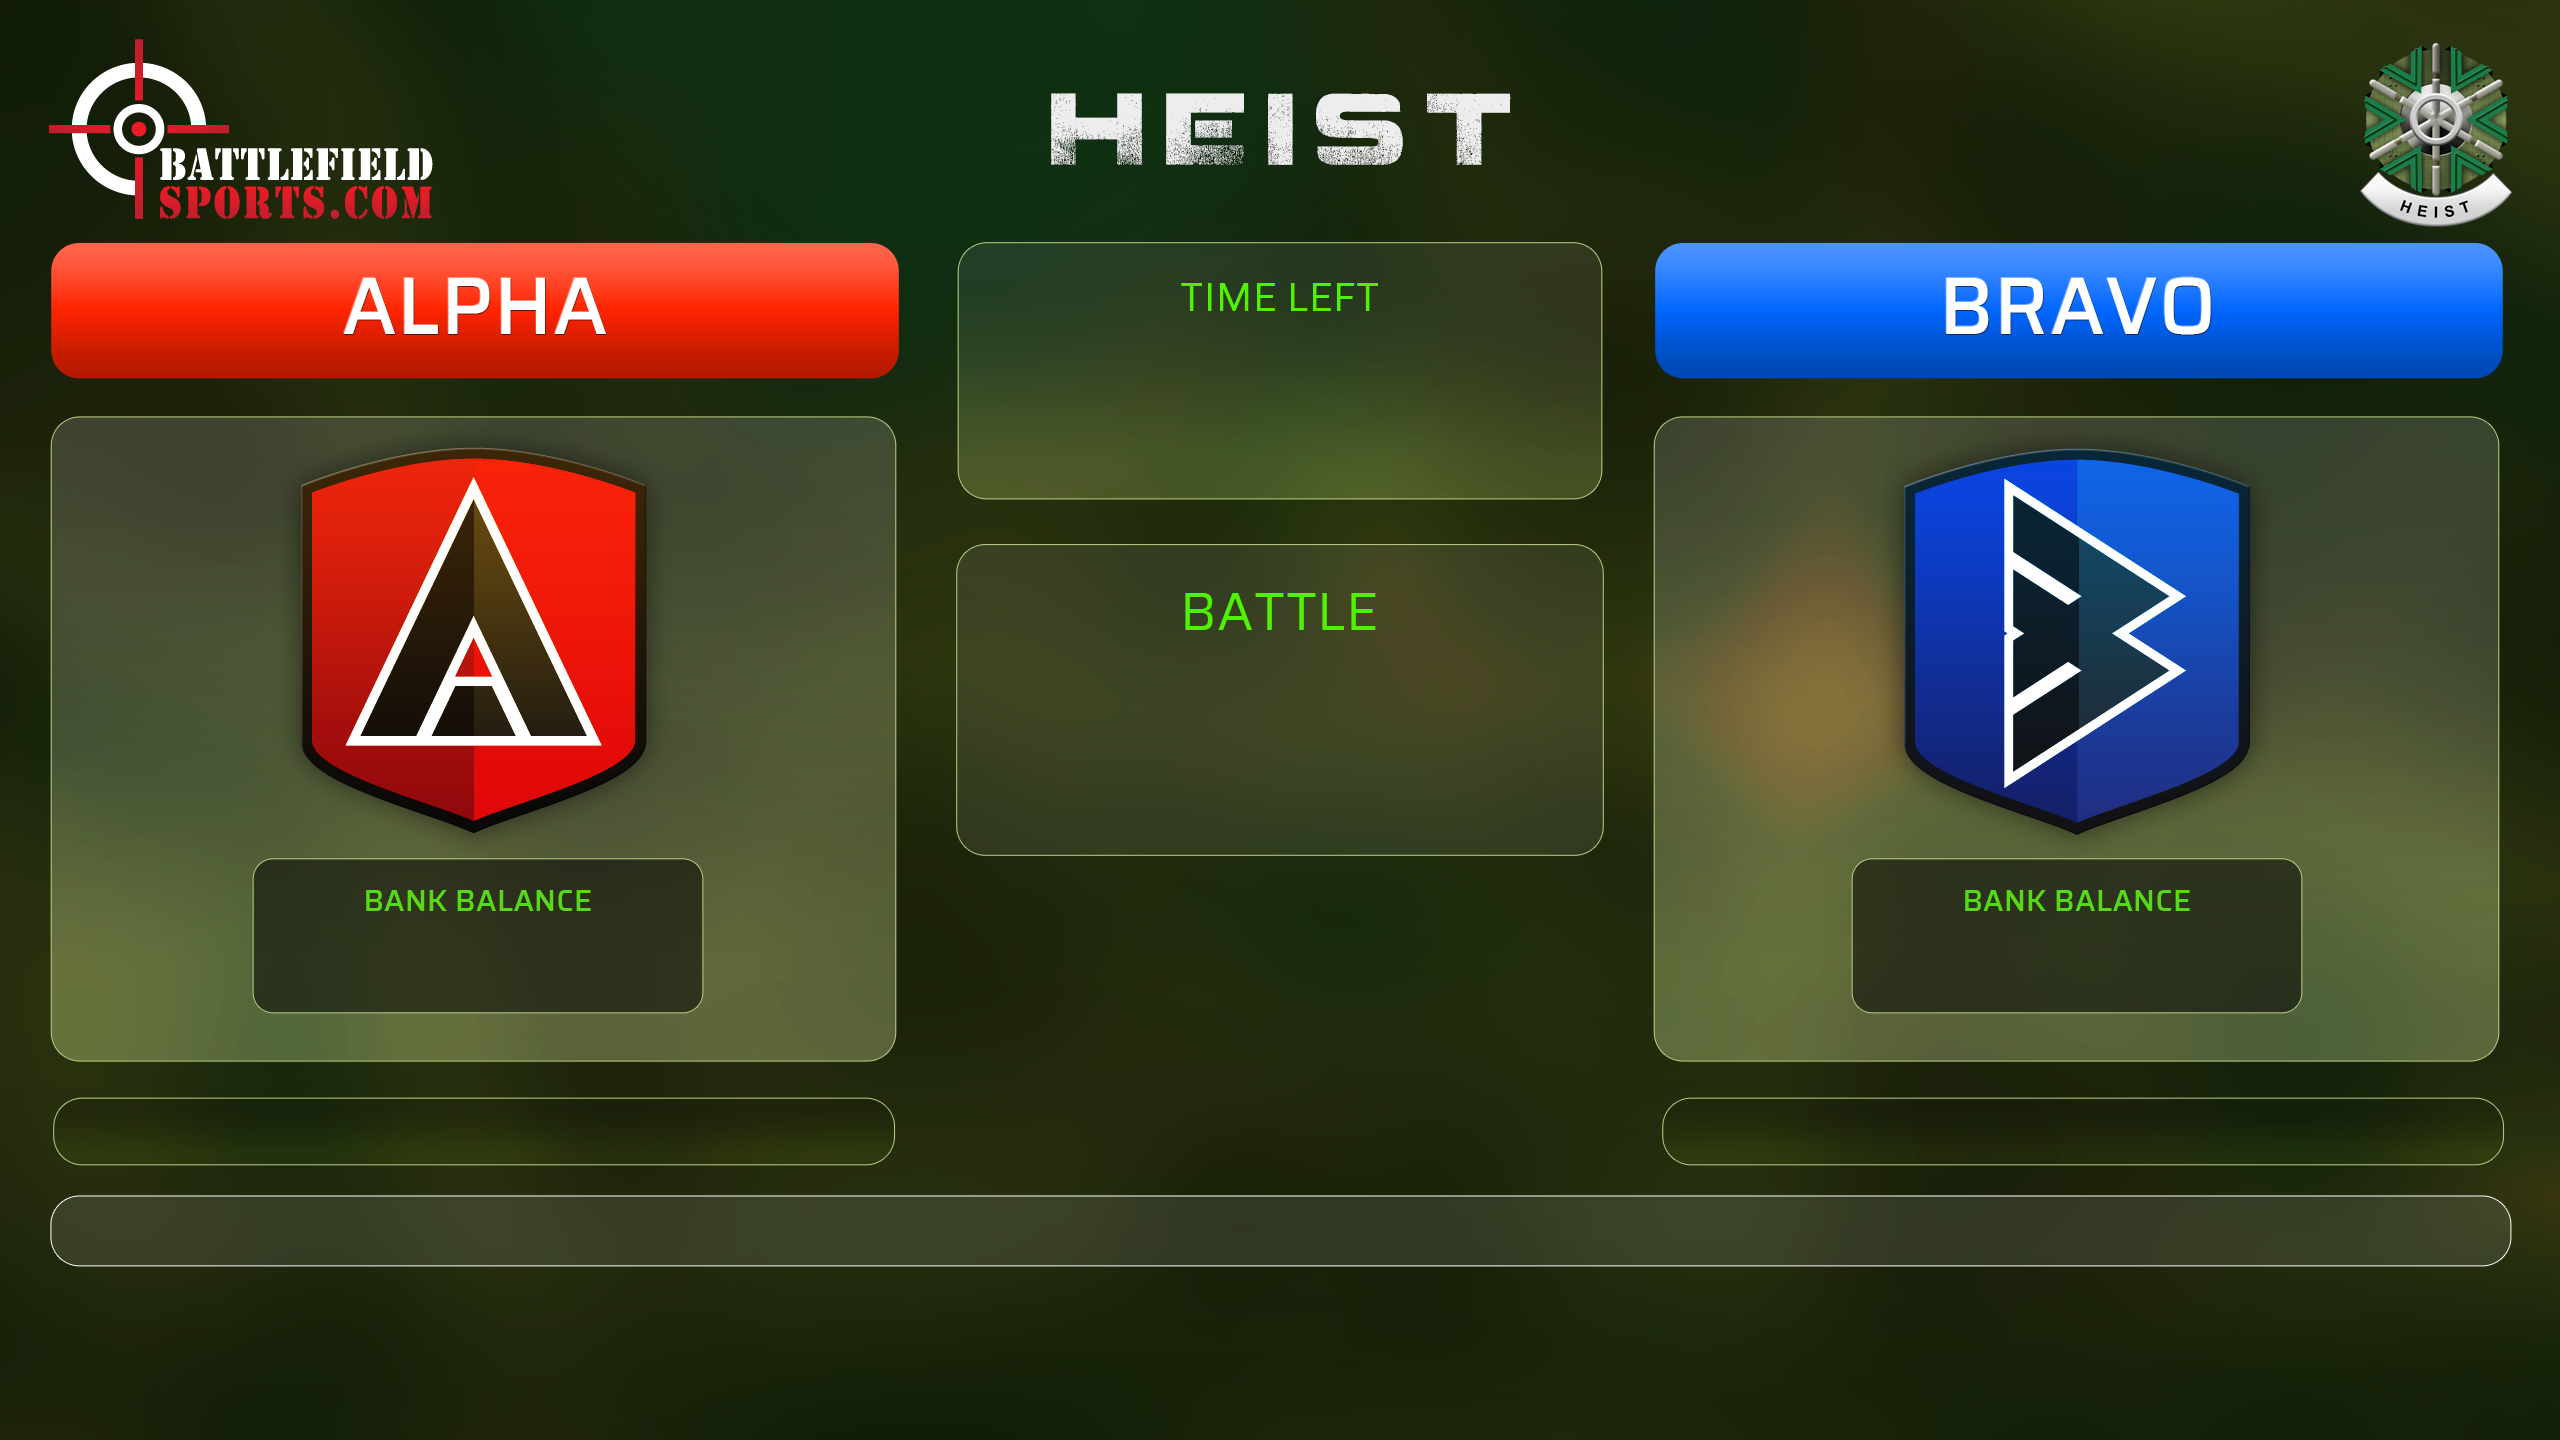 BATTLEFIELD
SPORTS.COM
HEIST
HEIST
ALPHA
TIME LEFT
BRAVO
BATTLE
BANK BALANCE
BANK BALANCE